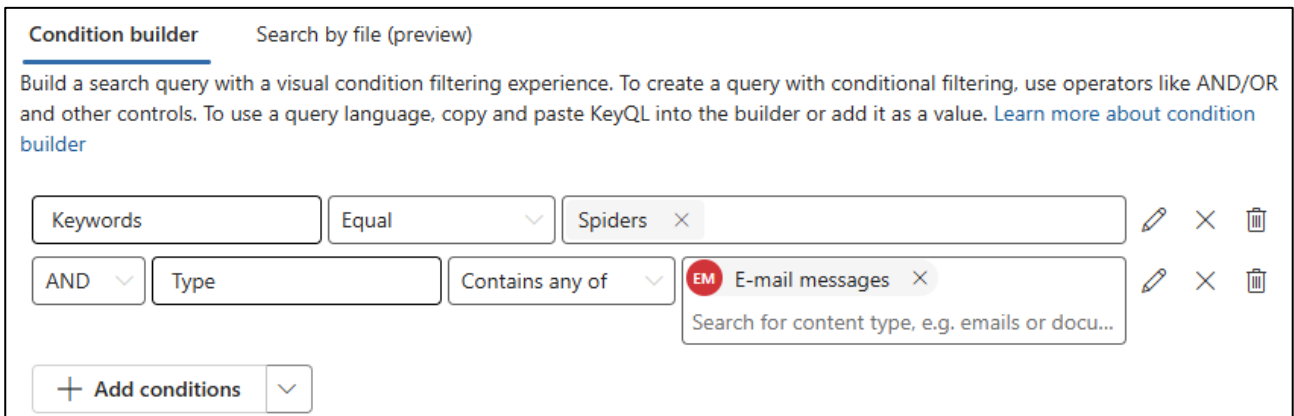 Condition builder Search by file (preview)
Build a search query with a visual condition filtering experience. To create a query with conditional filtering, use operators like AND/OR
and other controls. To use a query language, copy and paste KeyQL into the builder or add it as a value. Learn more about condition
builder
Keywords Equal Spiders
AND Type Contains any of EM E-mail messages
Search for content type, e.g. emails or docu...
Add conditions